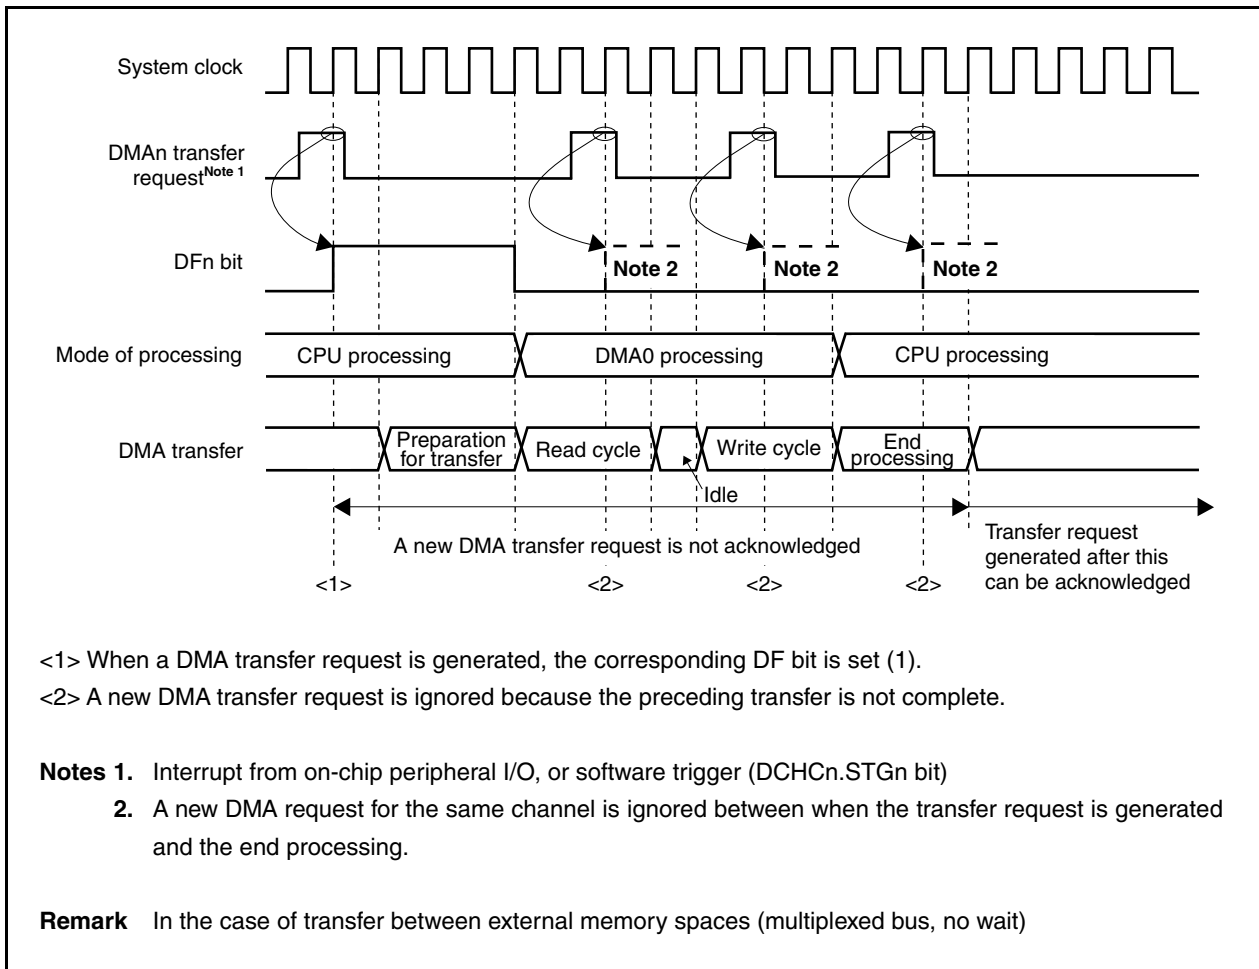 System clock
DMAn transfer
request^Note 1
DFn bit
Note 2
Note 2
Note 2
Mode of processing
CPU processing
DMA0 processing
CPU processing
DMA transfer
Preparation
for transfer
Read cycle
Idle
Write cycle
End
processing
A new DMA transfer request is not acknowledged
Transfer request
generated after this
can be acknowledged
<1>
<2>
<2>
<2>
<1> When a DMA transfer request is generated, the corresponding DF bit is set (1).
<2> A new DMA transfer request is ignored because the preceding transfer is not complete.
Notes 1. Interrupt from on-chip peripheral I/O, or software trigger (DCHCn.STGn bit)
2. A new DMA request for the same channel is ignored between when the transfer request is generated
and the end processing.
Remark In the case of transfer between external memory spaces (multiplexed bus, no wait)